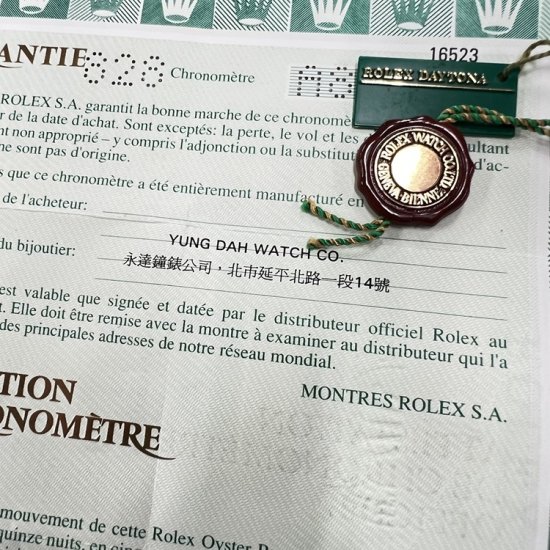 16523
ANTIE
828
Chronomètre
ROLEX DAYTONA
ROLEX S.A. garantit la bonne marche de ce chronomè
r de la date d'achat. Sont exceptés: la perte, le vol et les
ultant
nt non approprié – y compris l'adjonction ou la substitut
d'ac-
ne sont pas d'origine.
ROLEX WATCH CO LTD
GENEVA-BIENNE
s que ce chronomètre a été entièrement manufacturé en
de l'acheteur:
du bijoutier:
YUNG DAH WATCH CO.
永達鐘錶公司,北市延平北路一段14號
est valable que signée et datée par le distributeur officiel Rolex au
t. Elle doit être remise avec la montre à examiner au distributeur qui l'a
des principales adresses de notre réseau mondial.
MONTRES ROLEX S.A.
TION
ONOMÈTRE
mouvement de cette Rolex Oyster P
quinze nuits, en cin